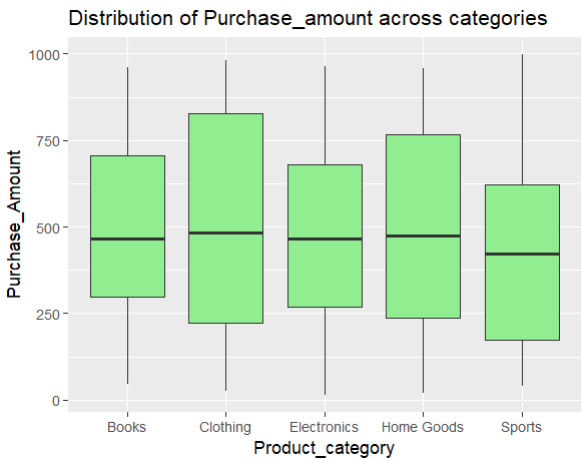 Distribution of Purchase_amount across categories
Purchase_Amount
1000
750
500
250
0
Books Clothing Electronics Home Goods Sports
Product_category